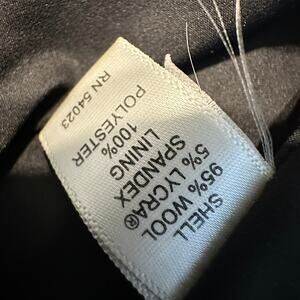 SHELL
95% WOOL
5% LYCRA®
SPANDEX
LINING
100%
POLYESTER
RN 54023